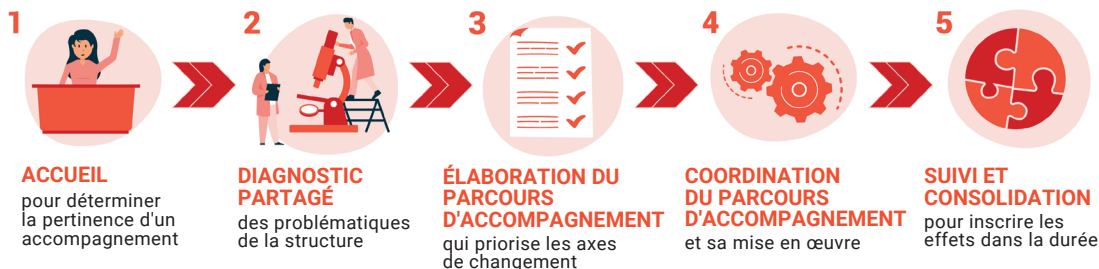 1
ACCUEIL
pour déterminer
la pertinence d'un
accompagnement
2
DIAGNOSTIC
PARTAGÉ
des problématiques
de la structure
3
ÉLABORATION DU
PARCOURS
D'ACCOMPAGNEMENT
qui priorise les axes
de changement
4
COORDINATION
DU PARCOURS
D'ACCOMPAGNEMENT
et sa mise en œuvre
5
SUIVI ET
CONSOLIDATION
pour inscrire les
effets dans la durée